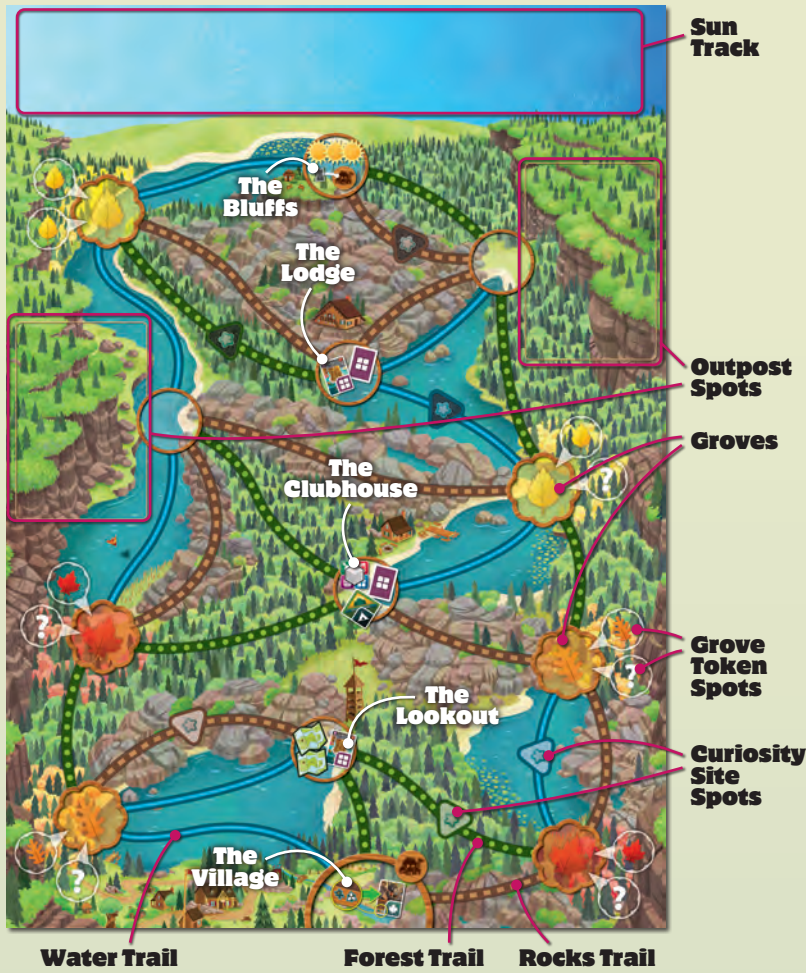 Sun
Track
The
Bluffs
The
Lodge
Outpost
Spots
Groves
?
The
Clubhouse
?
Grove
Token
Spots
?
The
Lookout
Curiosity
Site
Spots
The
Village
?
?
Water Trail
Forest Trail
Rocks Trail